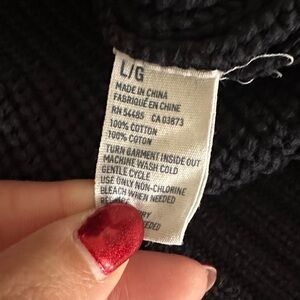 L/G
MADE IN CHINA
FABRIQUÉ EN CHINE
RN 54485 CA 03873
100% COTTON
100% COTON
TURN GARMENT INSIDE OUT
MACHINE WASH COLD
GENTLE CYCLE
USE ONLY NON-CHLORINE
BLEACH WHEN NEEDED